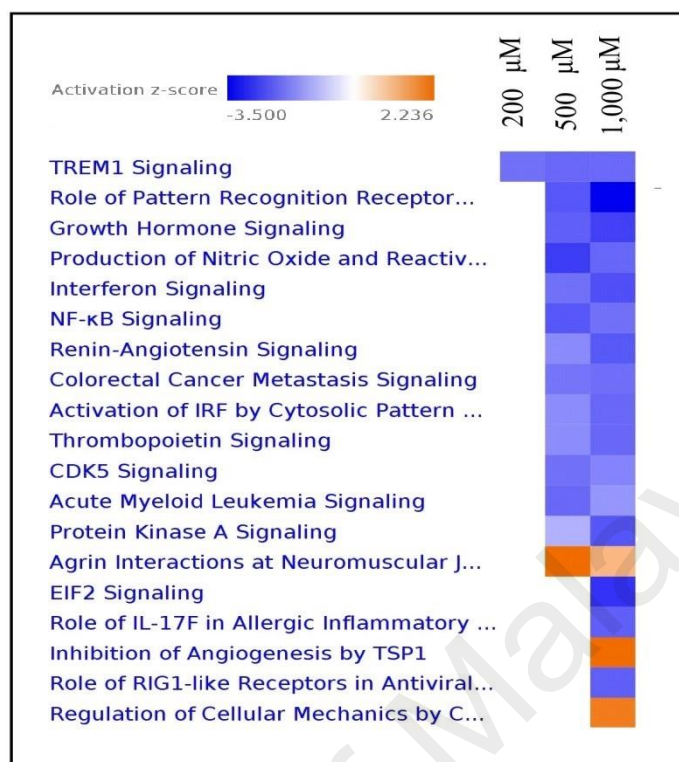 200 µM
500 µM
1,000 µM
Activation z-score
-3.500 2.236
TREM1 Signaling
Role of Pattern Recognition Receptor...
Growth Hormone Signaling
Production of Nitric Oxide and Reactiv...
Interferon Signaling
NF-κB Signaling
Renin-Angiotensin Signaling
Colorectal Cancer Metastasis Signaling
Activation of IRF by Cytosolic Pattern ...
Thrombopoietin Signaling
CDK5 Signaling
Acute Myeloid Leukemia Signaling
Protein Kinase A Signaling
Agrin Interactions at Neuromuscular J...
EIF2 Signaling
Role of IL-17F in Allergic Inflammatory ...
Inhibition of Angiogenesis by TSP1
Role of RIG1-like Receptors in Antiviral...
Regulation of Cellular Mechanics by C...